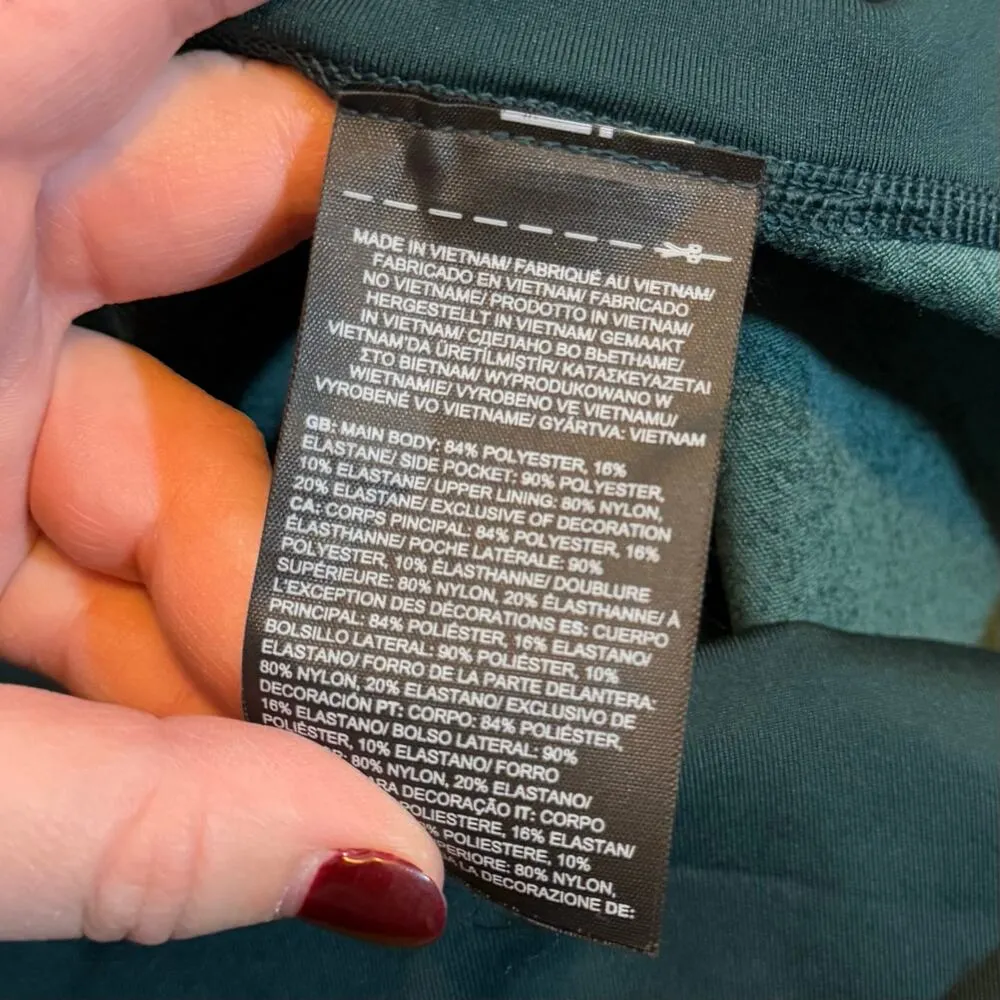 MADE IN VIETNAM/ FABRIQUÉ AU VIETNAM/
FABRICADO EN VIETNAM/ FABRICADO
NO VIETNAME/ PRODOTTO IN VIETNAM/
HERGESTELLT IN VIETNAM/ GEMAAKT
IN VIETNAM/ СДЕЛАНО ВО ВЬЕТНАМЕ/
VIETNAM'DA ÜRETİLMİŞTİR/ ΚΑΤΑΣΚΕΥΑΖΕΤΑΙ
ΣΤΟ ΒΙΕΤΝΑΜ/ WYPRODUKOWANO W
WIETNAMIE/ VYROBENO VE VIETNAMU/
VYROBENÉ VO VIETNAME/ GYÁRTVA: VIETNAM
GB: MAIN BODY: 84% POLYESTER, 16%
ELASTANE/ SIDE POCKET: 90% POLYESTER,
10% ELASTANE/ UPPER LINING: 80% NYLON,
20% ELASTANE/ EXCLUSIVE OF DECORATION
CA: CORPS PINCIPAL: 84% POLYESTER, 16%
ÉLASTHANNE/ POCHE LATÉRALE: 90%
POLYESTER, 10% ÉLASTHANNE/ DOUBLURE
SUPÉRIEURE: 80% NYLON, 20% ÉLASTHANNE/ À
L'EXCEPTION DES DÉCORATIONS ES: CUERPO
PRINCIPAL: 84% POLIÉSTER, 16% ELASTANO/
BOLSILLO LATERAL: 90% POLIÉSTER, 10%
ELASTANO/ FORRO DE LA PARTE DELANTERA:
80% NYLON, 20% ELASTANO/ EXCLUSIVO DE
DECORACIÓN PT: CORPO: 84% POLIÉSTER,
16% ELASTANO/ BOLSO LATERAL: 90%
POLIÉSTER, 10% ELASTANO/ FORRO
80% NYLON, 20% ELASTANO/
DECORAÇÃO IT: CORPO
POLIESTERE, 16% ELASTAN/
POLIESTERE, 10%
80% NYLON,
LA DECORAZIONE DE: